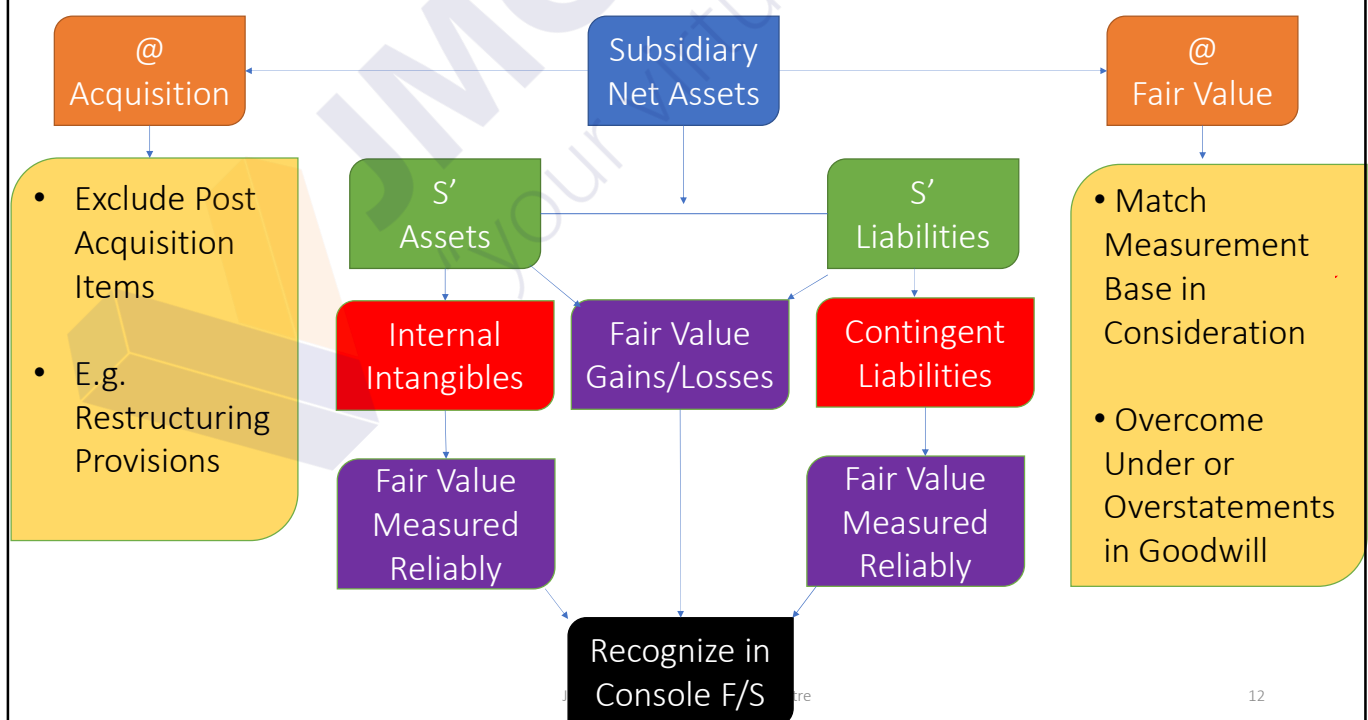 @
Acquisition
Subsidiary
Net Assets
@
Fair Value
• Exclude Post
Acquisition
Items
• E.g.
Restructuring
Provisions
S'
Assets
S'
Liabilities
• Match
Measurement
Base in
Consideration
• Overcome
Under or
Overstatements
in Goodwill
Internal
Intangibles
Fair Value
Gains/Losses
Contingent
Liabilities
Fair Value
Measured
Reliably
Fair Value
Measured
Reliably
Recognize in
Console F/S
12
"your